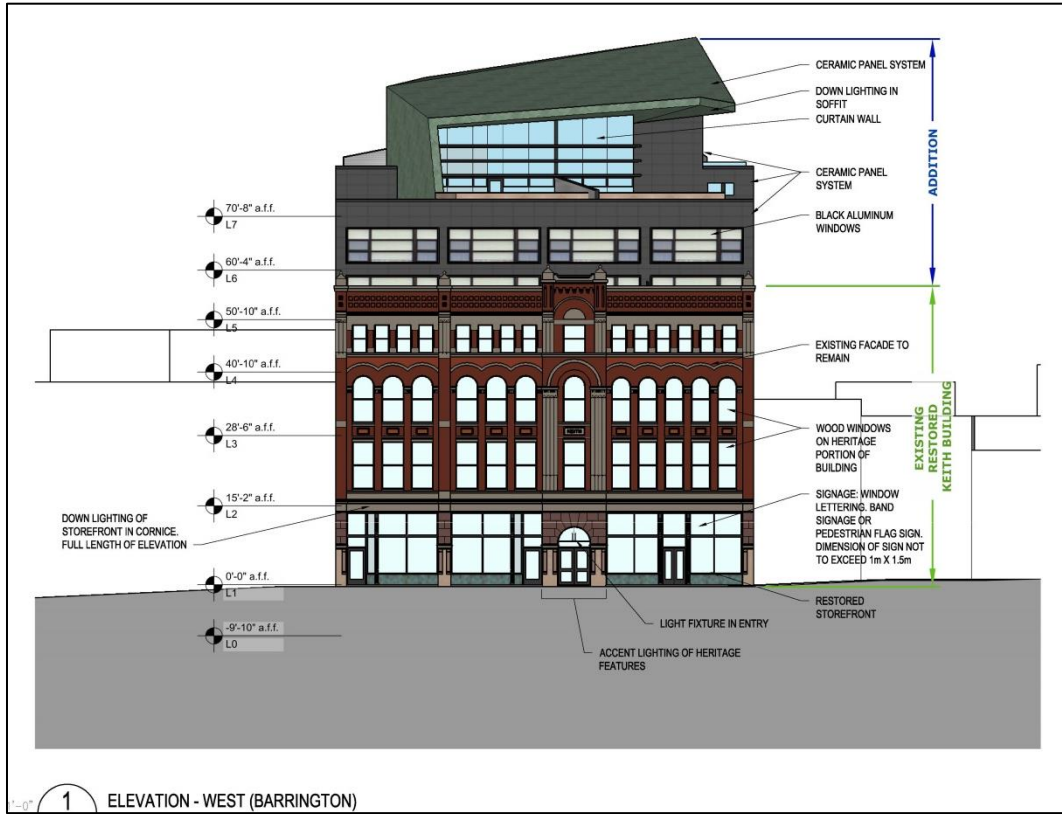 CERAMIC PANEL SYSTEM
DOWN LIGHTING IN
SOFFIT
CURTAIN WALL
CERAMIC PANEL
SYSTEM
BLACK ALUMINUM
WINDOWS
ADDITION
70'-8" a.f.f.
L7
60'-4" a.f.f.
L6
50'-10" a.f.f.
L5
40'-10" a.f.f.
L4
28'-6" a.f.f.
L3
15'-2" a.f.f.
L2
0'-0" a.f.f.
L1
-9'-10" a.f.f.
L0
EXISTING FACADE TO
REMAIN
WOOD WINDOWS
ON HERITAGE
PORTION OF
BUILDING
EXISTING
RESTORED
KEITH BUILDING
SIGNAGE: WINDOW
LETTERING. BAND
SIGNAGE OR
PEDESTRIAN FLAG SIGN.
DIMENSION OF SIGN NOT
TO EXCEED 1m X 1.5m
DOWN LIGHTING OF
STOREFRONT IN CORNICE.
FULL LENGTH OF ELEVATION
RESTORED
STOREFRONT
LIGHT FIXTURE IN ENTRY
ACCENT LIGHTING OF HERITAGE
FEATURES
1'-0"
1
ELEVATION - WEST (BARRINGTON)